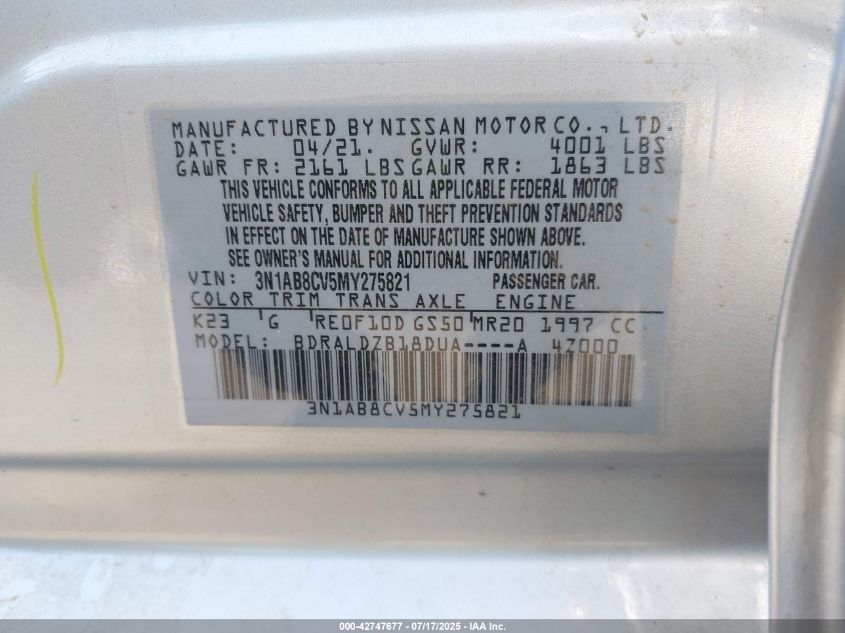 MANUFACTURED BY NISSAN MOTOR CO., LTD.
DATE: 04/21. GVWR: 4001 LBS
GAWR FR: 2161 LBS GAWR RR: 1863 LBS
THIS VEHICLE CONFORMS TO ALL APPLICABLE FEDERAL MOTOR
VEHICLE SAFETY, BUMPER AND THEFT PREVENTION STANDARDS
IN EFFECT ON THE DATE OF MANUFACTURE SHOWN ABOVE.
SEE OWNER'S MANUAL FOR ADDITIONAL INFORMATION.
VIN: 3N1AB8CV5MY275821 PASSENGER CAR.
COLOR TRIM TRANS AXLE ENGINE
K23 G RE0F10D GS50 MR20 1997 CC
MODEL: BDRALDZB18DUA----A 4Z000
3N1AB8CV5MY275821
000-42747677 - 07/17/2025 - IAA Inc.